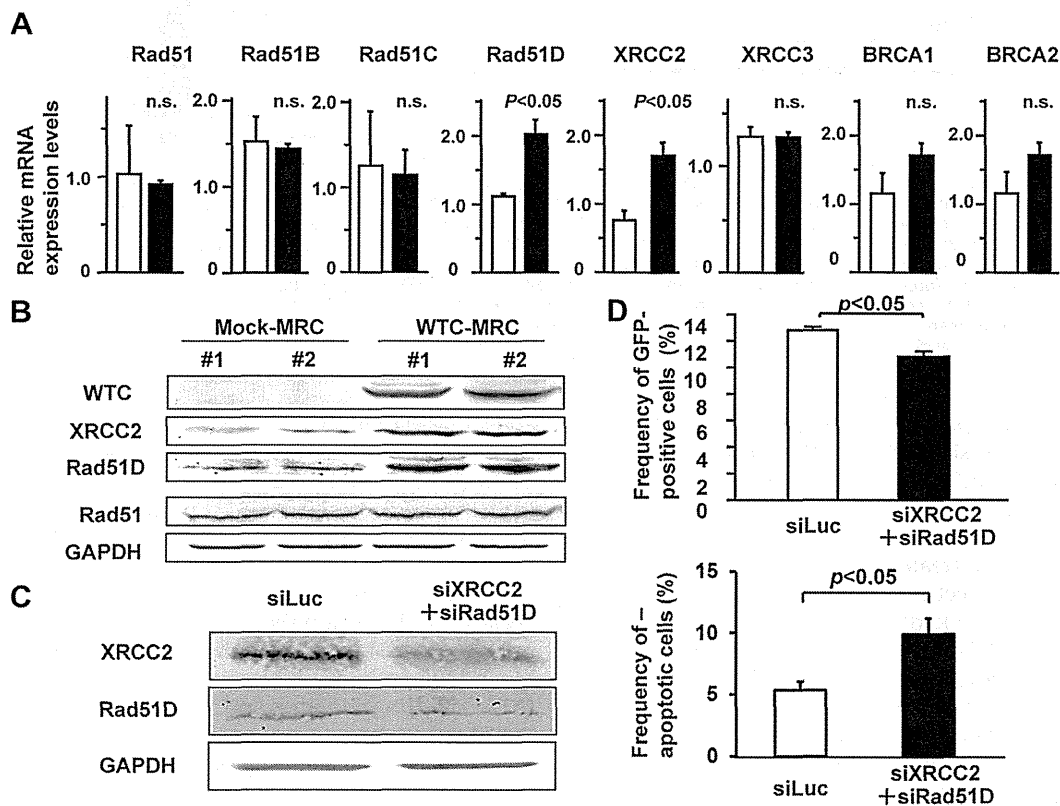 A
Rad51 Rad51B Rad51C Rad51D XRCC2 XRCC3 BRCA1 BRCA2
n.s. n.s. n.s. P<0.05 P<0.05 n.s. n.s. n.s.
Relative mRNA
expression levels
1.0
0
2.0
1.0
0
1.0
0
2.0
1.0
0
2.0
1.0
0
1.0
0
2.0
1.0
0
2.0
1.0
0
B
Mock-MRC WTC-MRC
#1 #2 #1 #2
WTC
XRCC2
Rad51D
Rad51
GAPDH
C
siLuc siXRCC2
+siRad51D
XRCC2
Rad51D
GAPDH
D
p<0.05
Frequency of GFP-
positive cells (%)
14
12
10
12
14
8
6
4
2
0
siLuc siXRCC2
+siRad51D
p<0.05
Frequency of –
apoptotic cells (%)
15
10
5
0
siLuc siXRCC2
+siRad51D